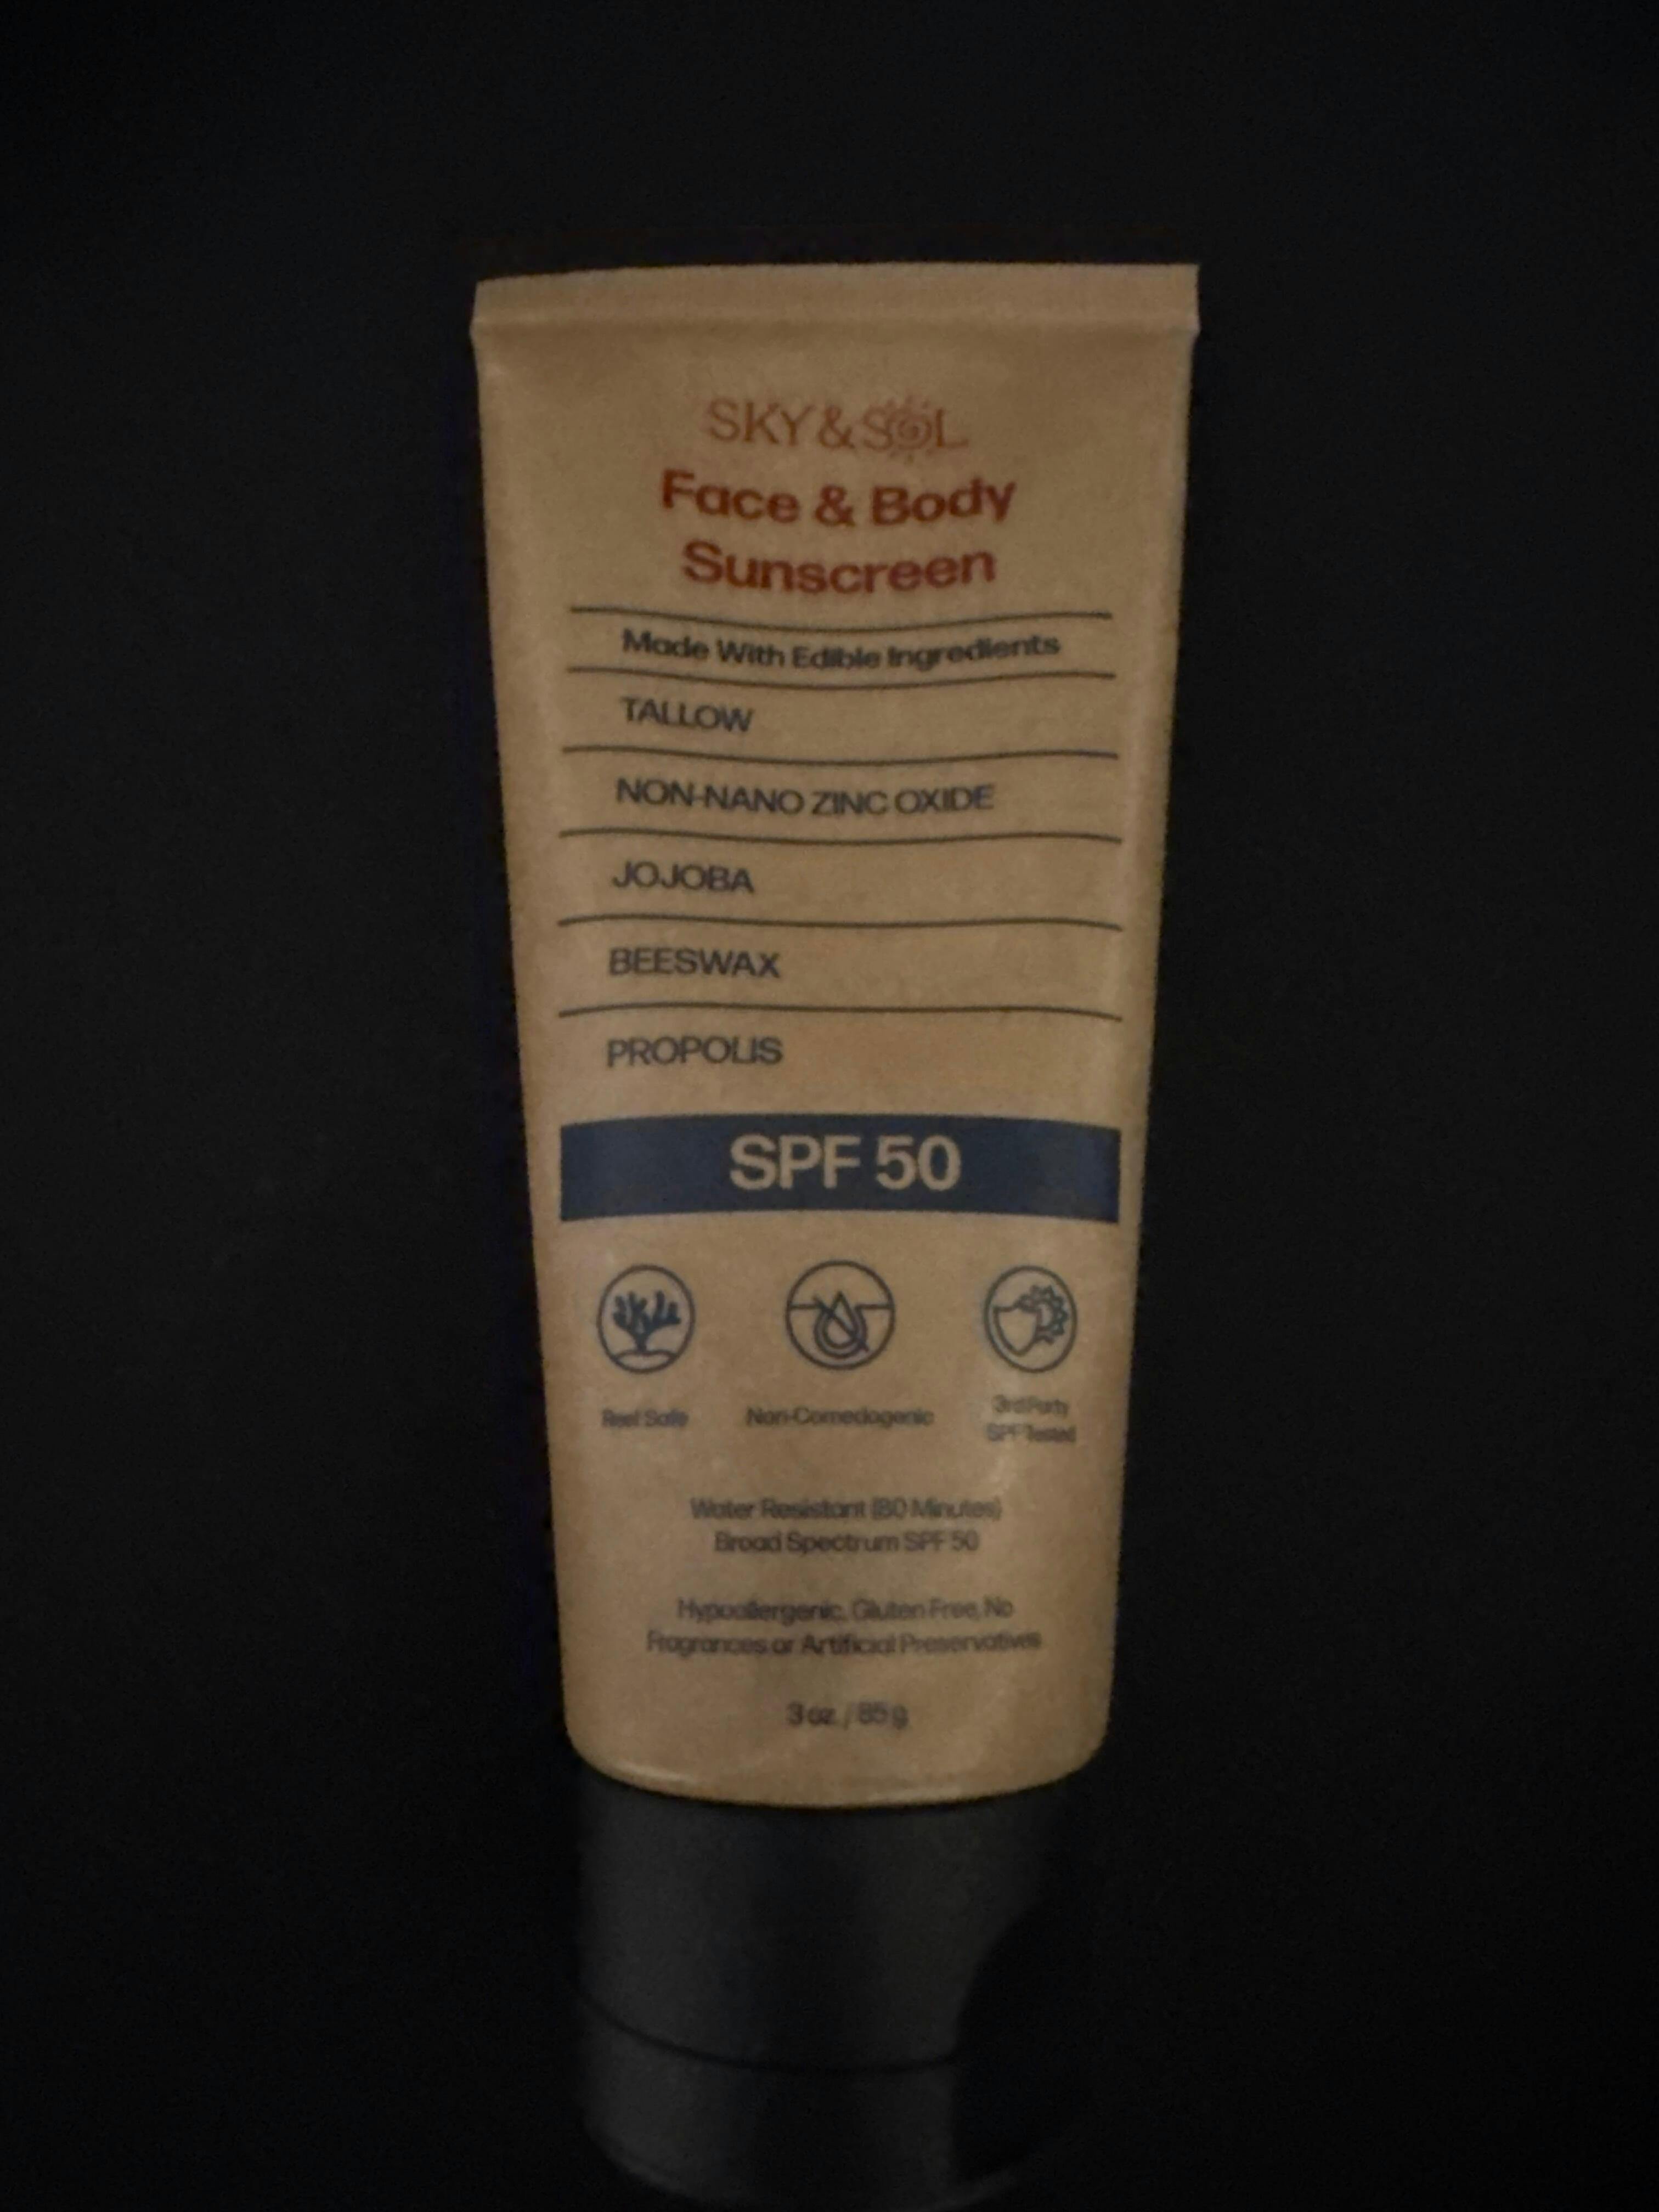 SKY & SOL
Face & Body
Sunscreen
Made With Edible Ingredients
TALLOW
NON-NANO ZINC OXIDE
JOJOBA
BEESWAX
PROPOLIS
SPF 50
Reef Safe
Non-Comedogenic
3rd Party
SPF Tested
Water Resistant (80 Minutes)
Broad Spectrum SPF 50
Hypoallergenic, Gluten Free, No
Fragrances or Artificial Preservatives
3 oz. / 85 g